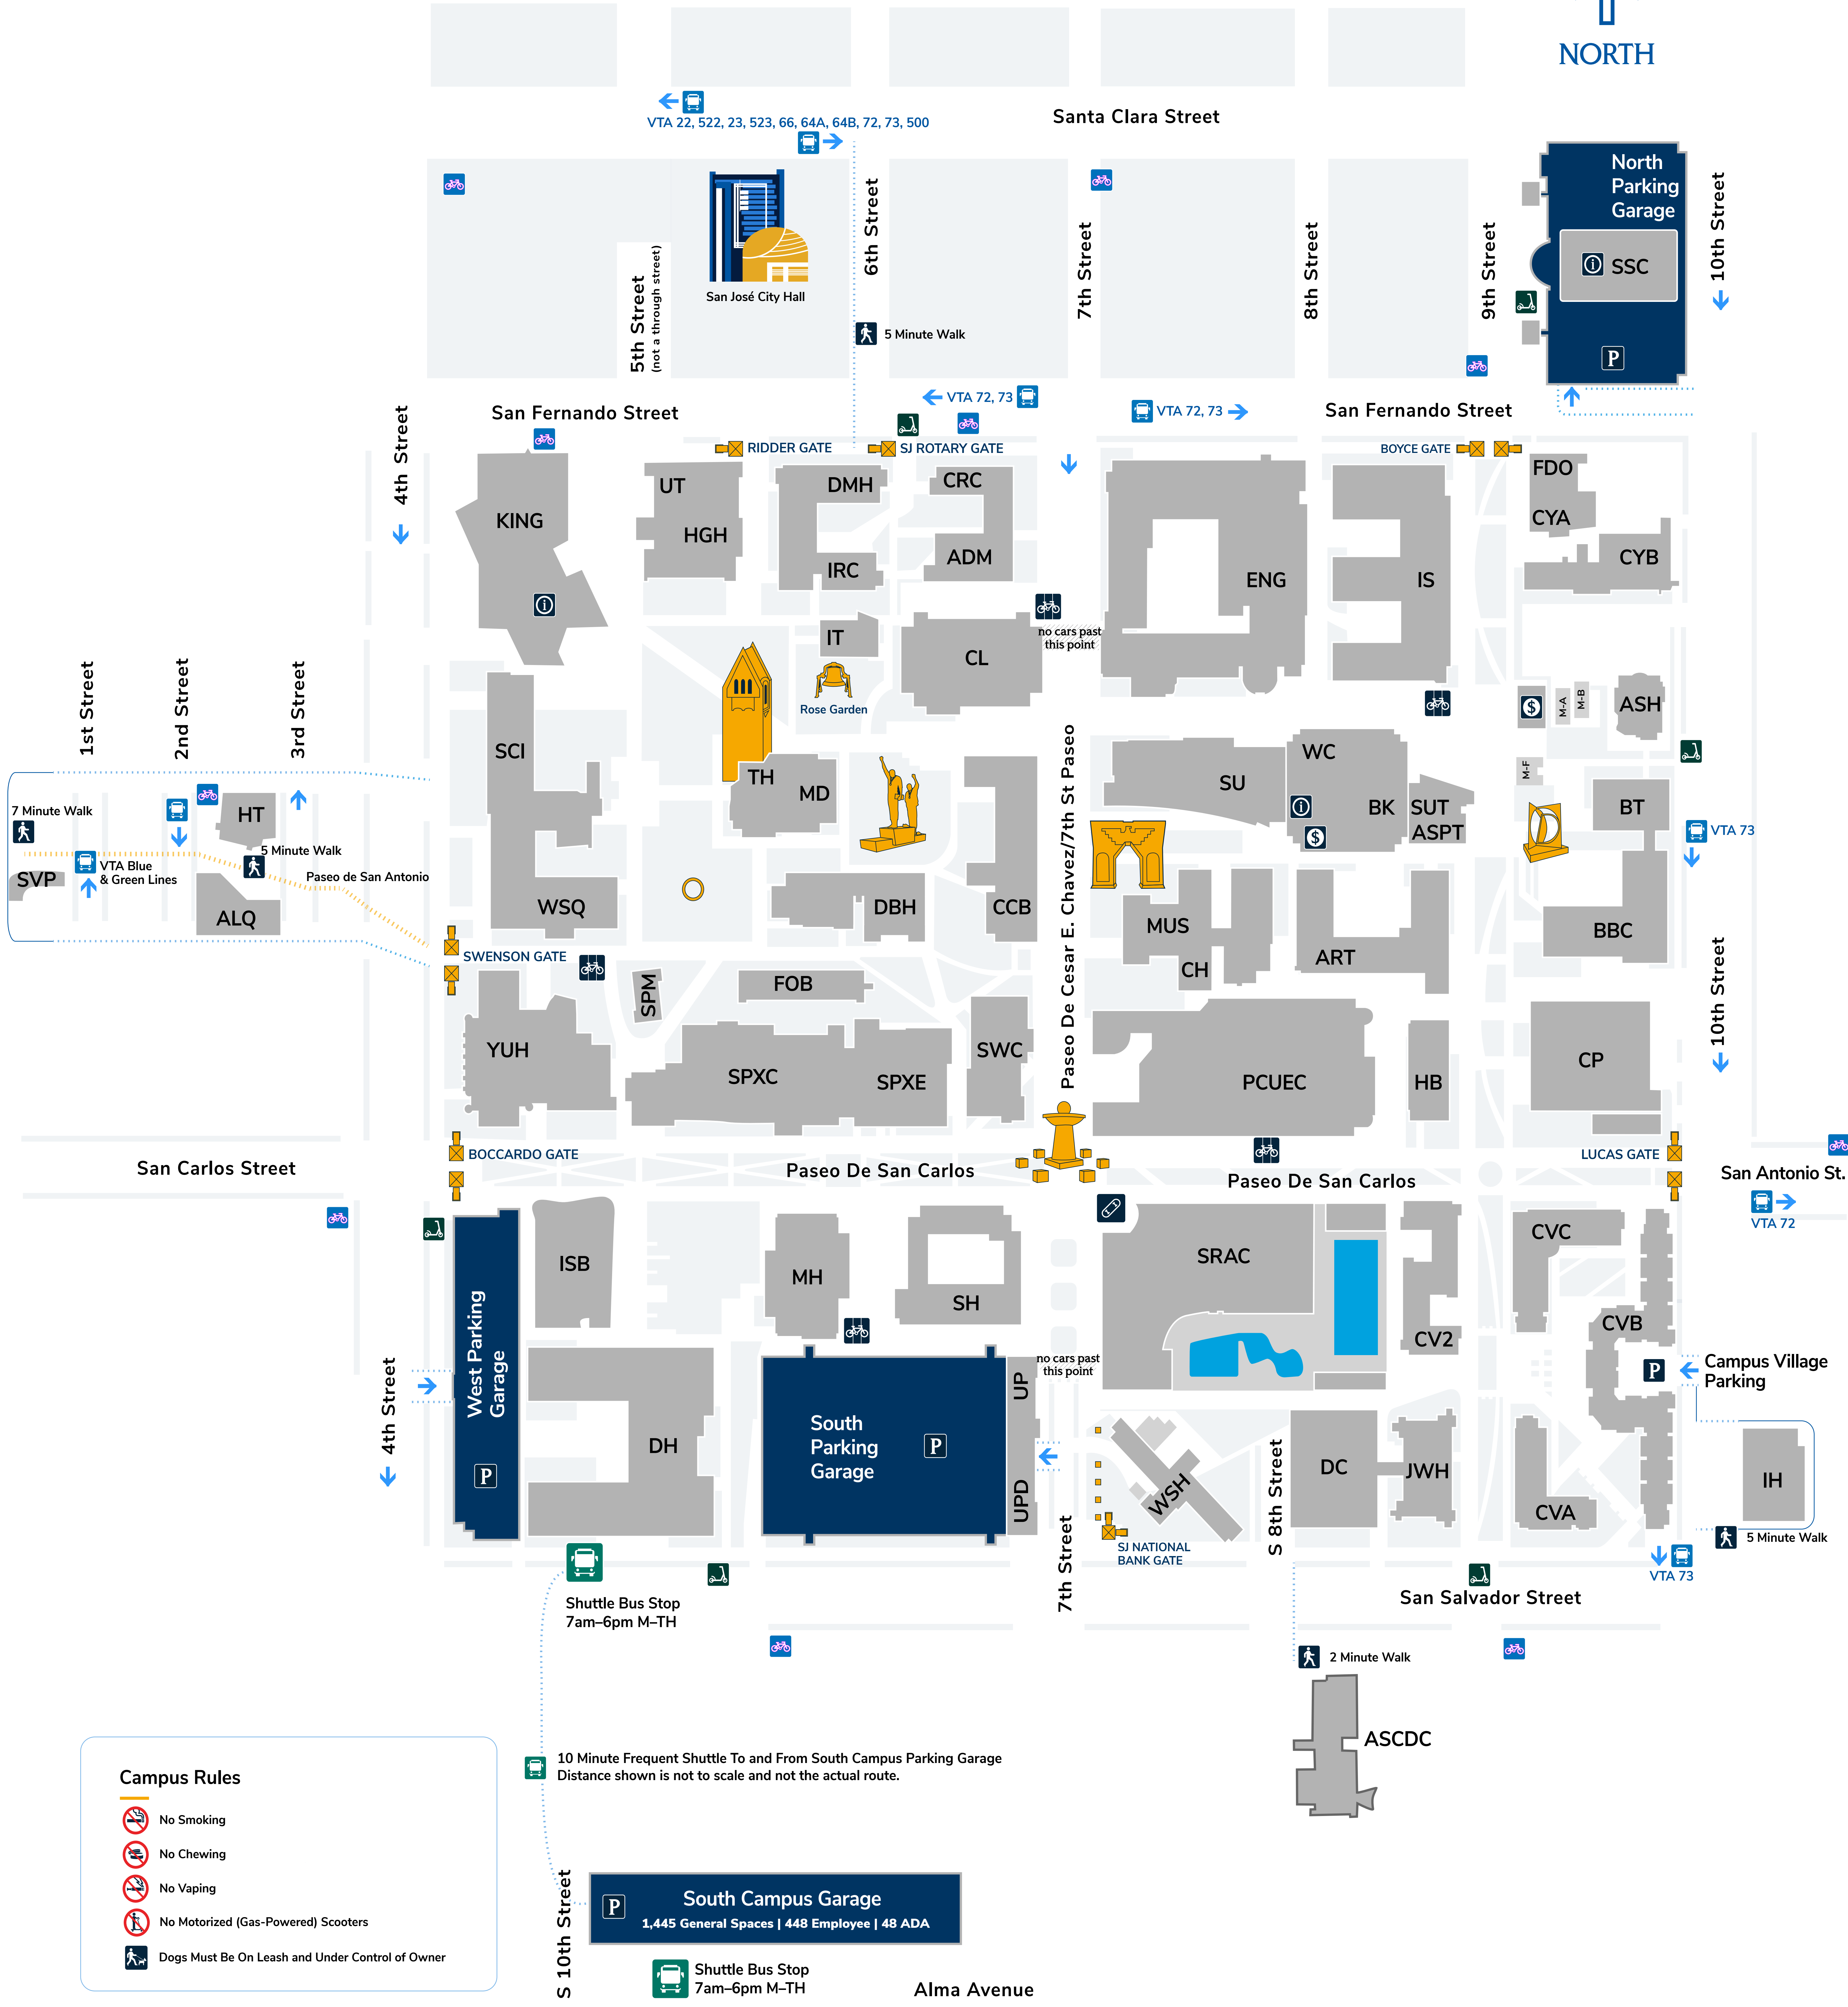 NORTH
Santa Clara Street
VTA 22, 522, 23, 523, 66, 64A, 64B, 72, 73, 500
San José City Hall
5th Street
(not a through street)
6th Street
5 Minute Walk
7th Street
8th Street
9th Street
North
Parking
Garage
SSC
P
10th Street
San Fernando Street
VTA 72, 73
VTA 72, 73
San Fernando Street
4th Street
RIDDER GATE
SJ ROTARY GATE
BOYCE GATE
KING
UT
HGH
DMH
IRC
CRC
ADM
ENG
IS
FDO
CYA
CYB
IT
CL
no cars past
this point
Rose Garden
1st Street
2nd Street
3rd Street
SCI
TH
MD
SU
WC
BK
SUT
ASPT
$
$
M-A
M-B
M-F
ASH
BT
VTA 73
7 Minute Walk
HT
5 Minute Walk
VTA Blue
& Green Lines
Paseo de San Antonio
SVP
ALQ
WSQ
DBH
CCB
Paseo De Cesar E. Chavez/7th St Paseo
MUS
CH
ART
BBC
10th Street
SWENSON GATE
SPM
FOB
YUH
SPXC
SPXE
SWC
PCUEC
HB
CP
San Carlos Street
BOCCARDO GATE
Paseo De San Carlos
Paseo De San Carlos
LUCAS GATE
San Antonio St.
VTA 72
West Parking
Garage
P
ISB
MH
SH
SRAC
CV2
CVC
CVB
P
Campus Village
Parking
no cars past
this point
4th Street
DH
South
Parking
Garage
P
UP
UPD
7th Street
WSH
SJ NATIONAL
BANK GATE
S 8th Street
DC
JWH
CVA
IH
5 Minute Walk
VTA 73
San Salvador Street
Shuttle Bus Stop
7am–6pm M–TH
2 Minute Walk
ASCDC
10 Minute Frequent Shuttle To and From South Campus Parking Garage
Distance shown is not to scale and not the actual route.
Campus Rules
No Smoking
No Chewing
No Vaping
No Motorized (Gas-Powered) Scooters
Dogs Must Be On Leash and Under Control of Owner
S 10th Street
P
South Campus Garage
1,445 General Spaces | 448 Employee | 48 ADA
Shuttle Bus Stop
7am–6pm M–TH
Alma Avenue